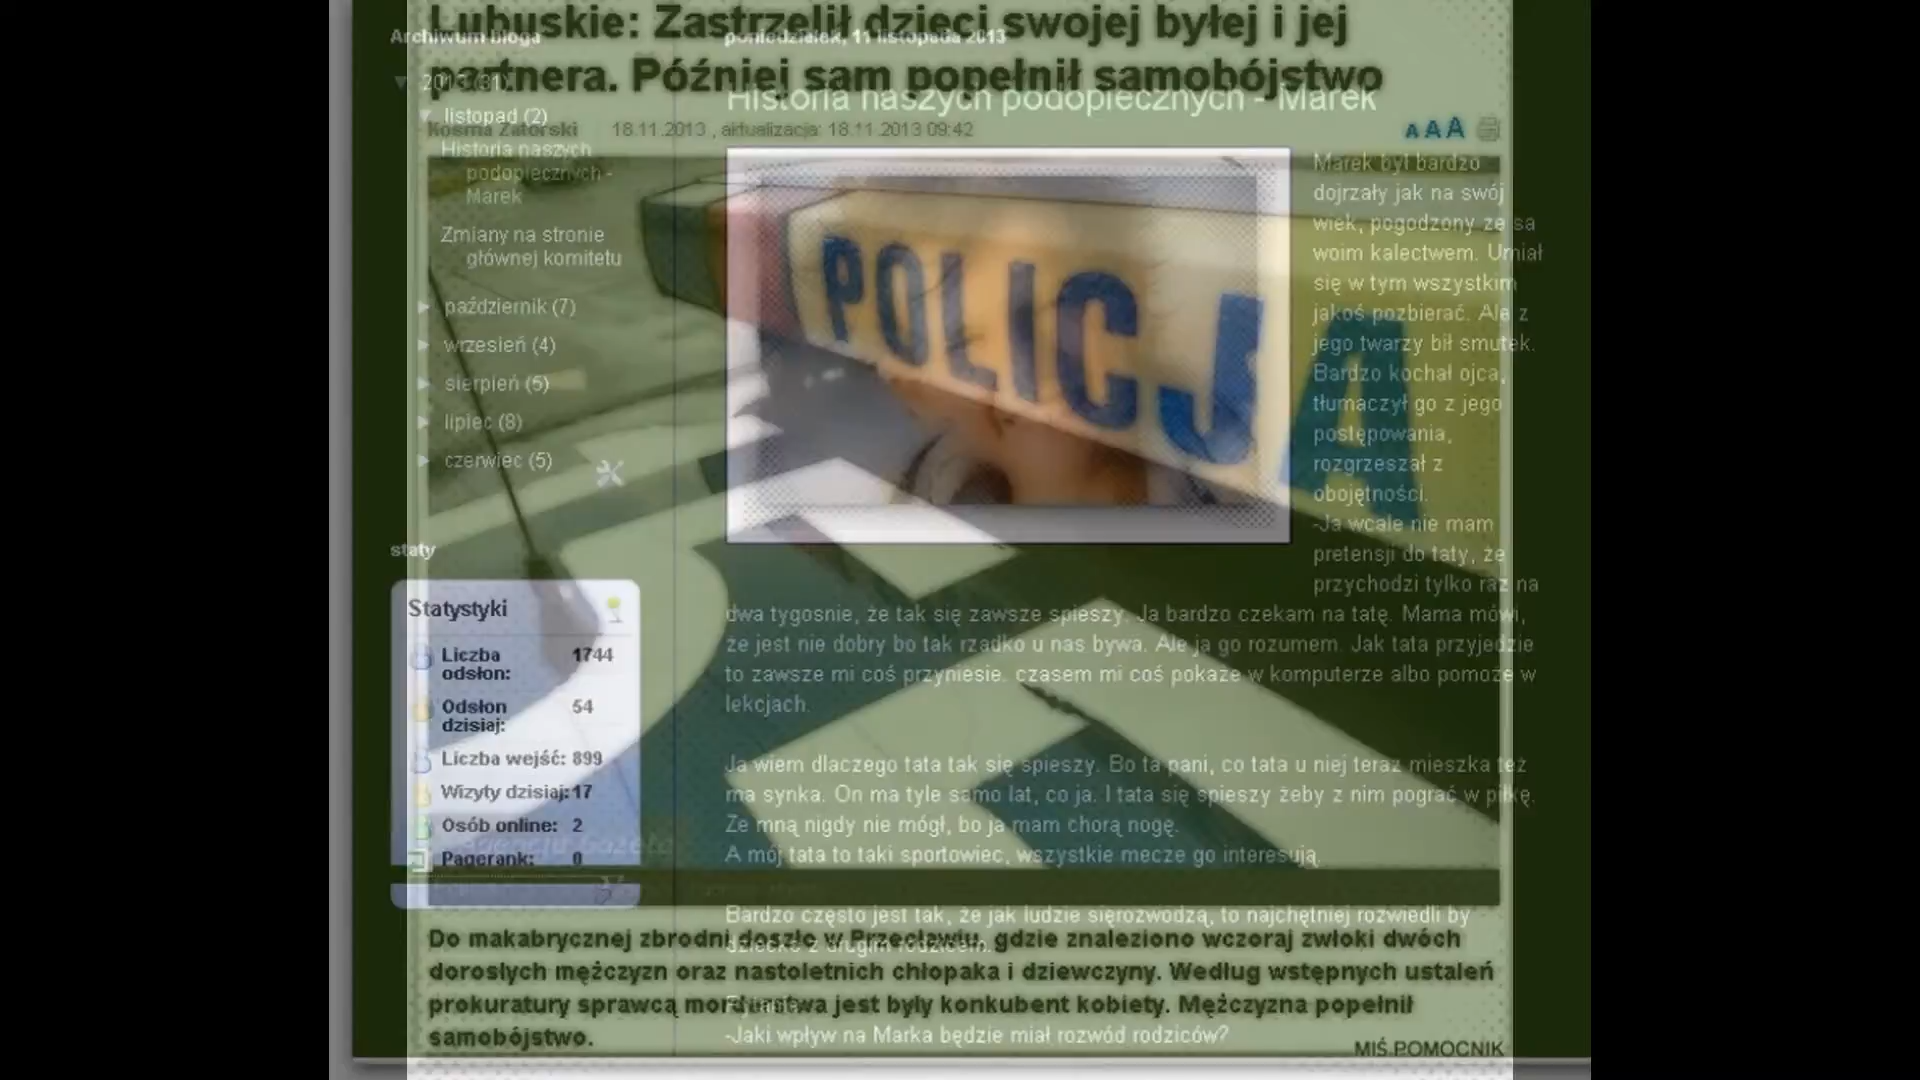 Lubuskie: Zastrzelił dzieci swojej byłej i jej
partnera. Później sam popełnił samobójstwo
Kosma Zatorski 18.11.2013 , aktualizacja: 18.11.2013 09:42
A A A
Archiwum bloga
2013 (31)
listopad (2)
Historia naszych
podopiecznych -
Marek
Zmiany na stronie
głównej komitetu
październik (7)
wrzesień (4)
sierpień (5)
lipiec (8)
czerwiec (5)
staty
Statystyki
Liczba
odsłon: 1744
Odsłon
dzisiaj: 54
Liczba wejść: 899
Wizyty dzisiaj: 17
Osób online: 2
Pagerank: 0
poniedziałek, 11 listopada 2013
Historia naszych podopiecznych - Marek
POLICJA
Marek był bardzo
dojrzały jak na swój
wiek, pogodzony ze sa
woim kalectwem. Umiał
się w tym wszystkim
jakoś pozbierać. Ale z
jego twarzy bił smutek.
Bardzo kochał ojca,
tłumaczył go z jego
postępowania,
rozgrzeszał z
obojętności.
-Ja wcale nie mam
pretensji do taty, że
przychodzi tylko raz na
dwa tygosnie, że tak się zawsze spieszy. Ja bardzo czekam na tatę. Mama mówi,
że jest nie dobry bo tak rzadko u nas bywa. Ale ja go rozumem. Jak tata przyjedzie
to zawsze mi coś przyniesie. czasem mi coś pokaże w komputerze albo pomoże w
lekcjach.
Ja wiem dlaczego tata tak się spieszy. Bo ta pani, co tata u niej teraz mieszka też
ma synka. On ma tyle samo lat, co ja. I tata się spieszy żeby z nim pograć w piłkę.
Ze mną nigdy nie mógł, bo ja mam chorą nogę.
A mój tata to taki sportowiec, wszystkie mecze go interesują.
Bardzo często jest tak, że jak ludzie sięrozwodzą, to najchętniej rozwiedli by
dziecko z drugim rodzicem.
-Jaki wpływ na Marka będzie miał rozwód rodziców?
Do makabrycznej zbrodni doszło w Przecławiu, gdzie znaleziono wczoraj zwłoki dwóch
dorosłych mężczyzn oraz nastoletnich chłopaka i dziewczyny. Według wstępnych ustaleń
prokuratury sprawcą morderstwa jest były konkubent kobiety. Mężczyzna popełnił
samobójstwo.
MIŚ.POMOCNIK